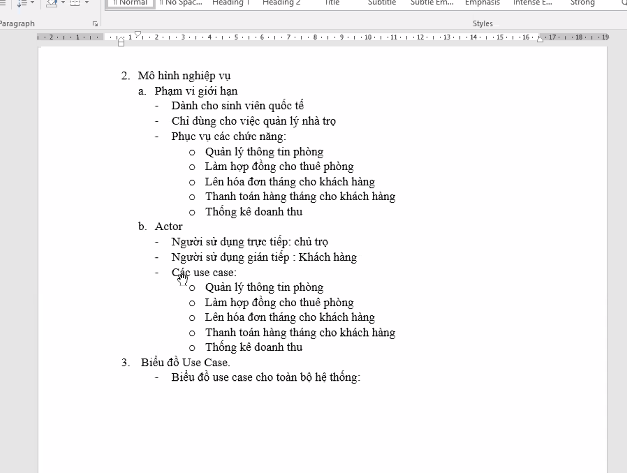 Normal
No Spac...
Heading 1
Heading 2
Title
Subtitle
Subtle Em...
Emphasis
Intense E...
Strong
Paragraph
Styles
2. Mô hình nghiệp vụ
a. Phạm vi giới hạn
- Dành cho sinh viên quốc tế
- Chỉ dùng cho việc quản lý nhà trọ
- Phục vụ các chức năng:
o Quản lý thông tin phòng
o Làm hợp đồng cho thuê phòng
o Lên hóa đơn tháng cho khách hàng
o Thanh toán hàng tháng cho khách hàng
o Thống kê doanh thu
b. Actor
- Người sử dụng trực tiếp: chủ trọ
- Người sử dụng gián tiếp : Khách hàng
- Các use case:
o Quản lý thông tin phòng
o Làm hợp đồng cho thuê phòng
o Lên hóa đơn tháng cho khách hàng
o Thanh toán hàng tháng cho khách hàng
o Thống kê doanh thu
3. Biểu đồ Use Case.
- Biểu đồ use case cho toàn bộ hệ thống: